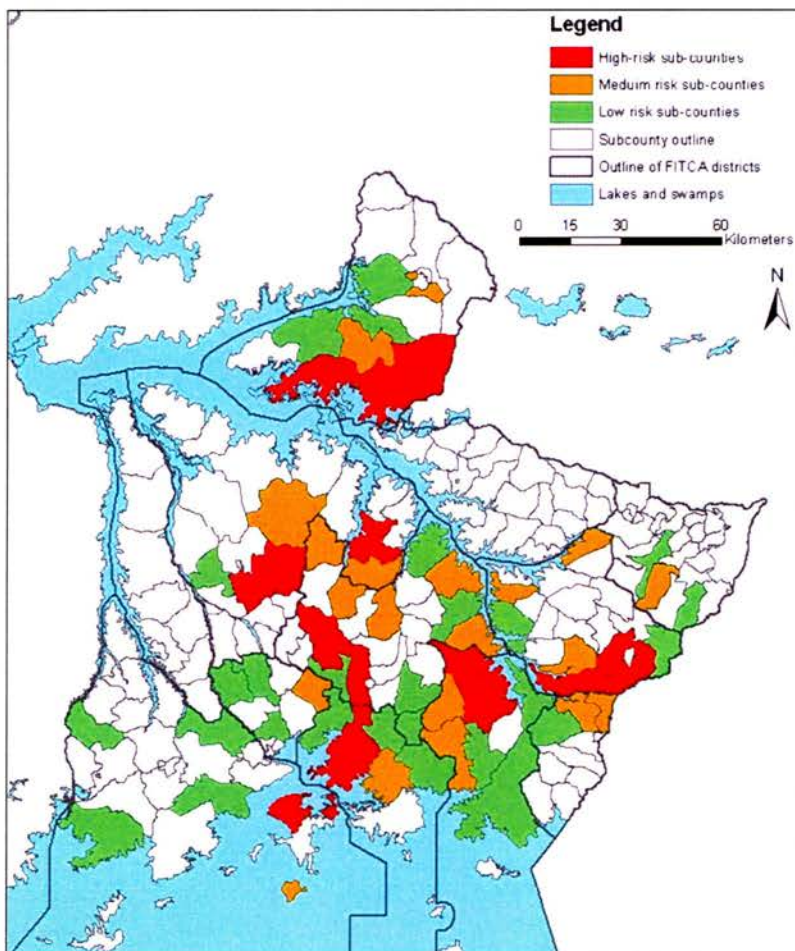 Legend
High-risk sub-counties
Meduim risk sub-counties
Low risk sub-counties
Subcounty outline
Outline of FITCA districts
Lakes and swamps
0 15 30 60
Kilometers
N